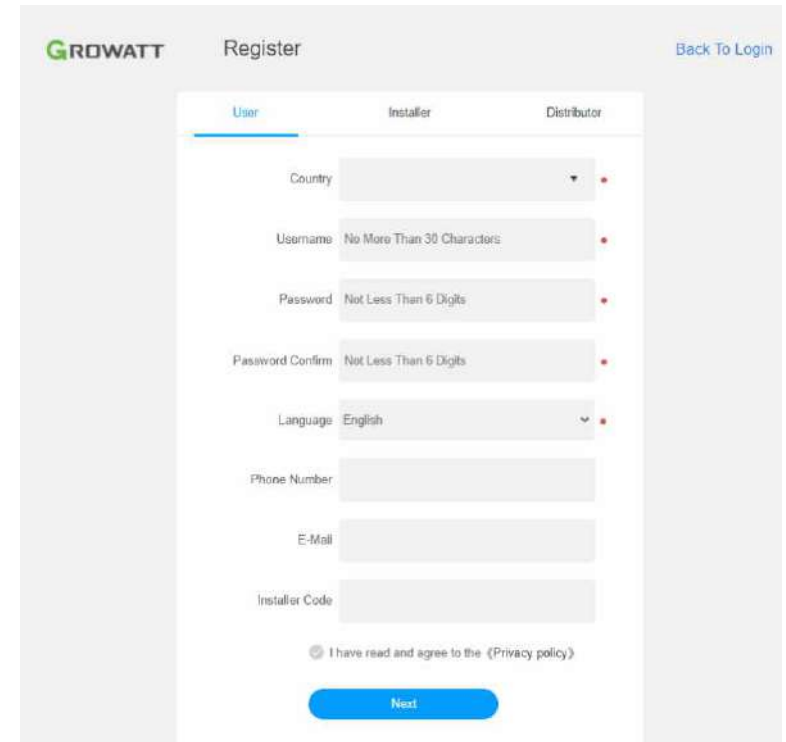 GROWATT Register Back To Login
User Installer Distributor
Country
Username No More Than 30 Characters
Password Not Less Than 6 Digits
Password Confirm Not Less Than 6 Digits
Language English
Phone Number
E-Mail
Installer Code
I have read and agree to the 《Privacy policy》
Next